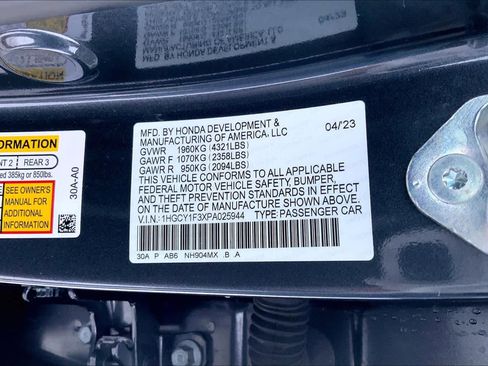 04/23
MFD. BY HONDA DEVELOPMENT &
MANUFACTURING OF AMERICA, LLC
04/23
GVWR 1960KG (4321LBS)
GAWR F 1070KG (2358LBS)
GAWR R 950KG (2094LBS)
THIS VEHICLE CONFORMS TO ALL APPLICABLE
FEDERAL MOTOR VEHICLE SAFETY, BUMPER,
AND THEFT PREVENTION STANDARDS IN EFFECT
ON THE DATE OF MANUFACTURE SHOWN ABOVE.
V.I.N.:1HGCY1F3XPA025944 TYPE:PASSENGER CAR
30A P AB6 NH904MX B A
ORMATION
NT 2 REAR 3
ed 385kg or 850lbs.
SEE OWNER'S
MANUAL FOR
ADDITIONAL
INFORMATION
30A-A0